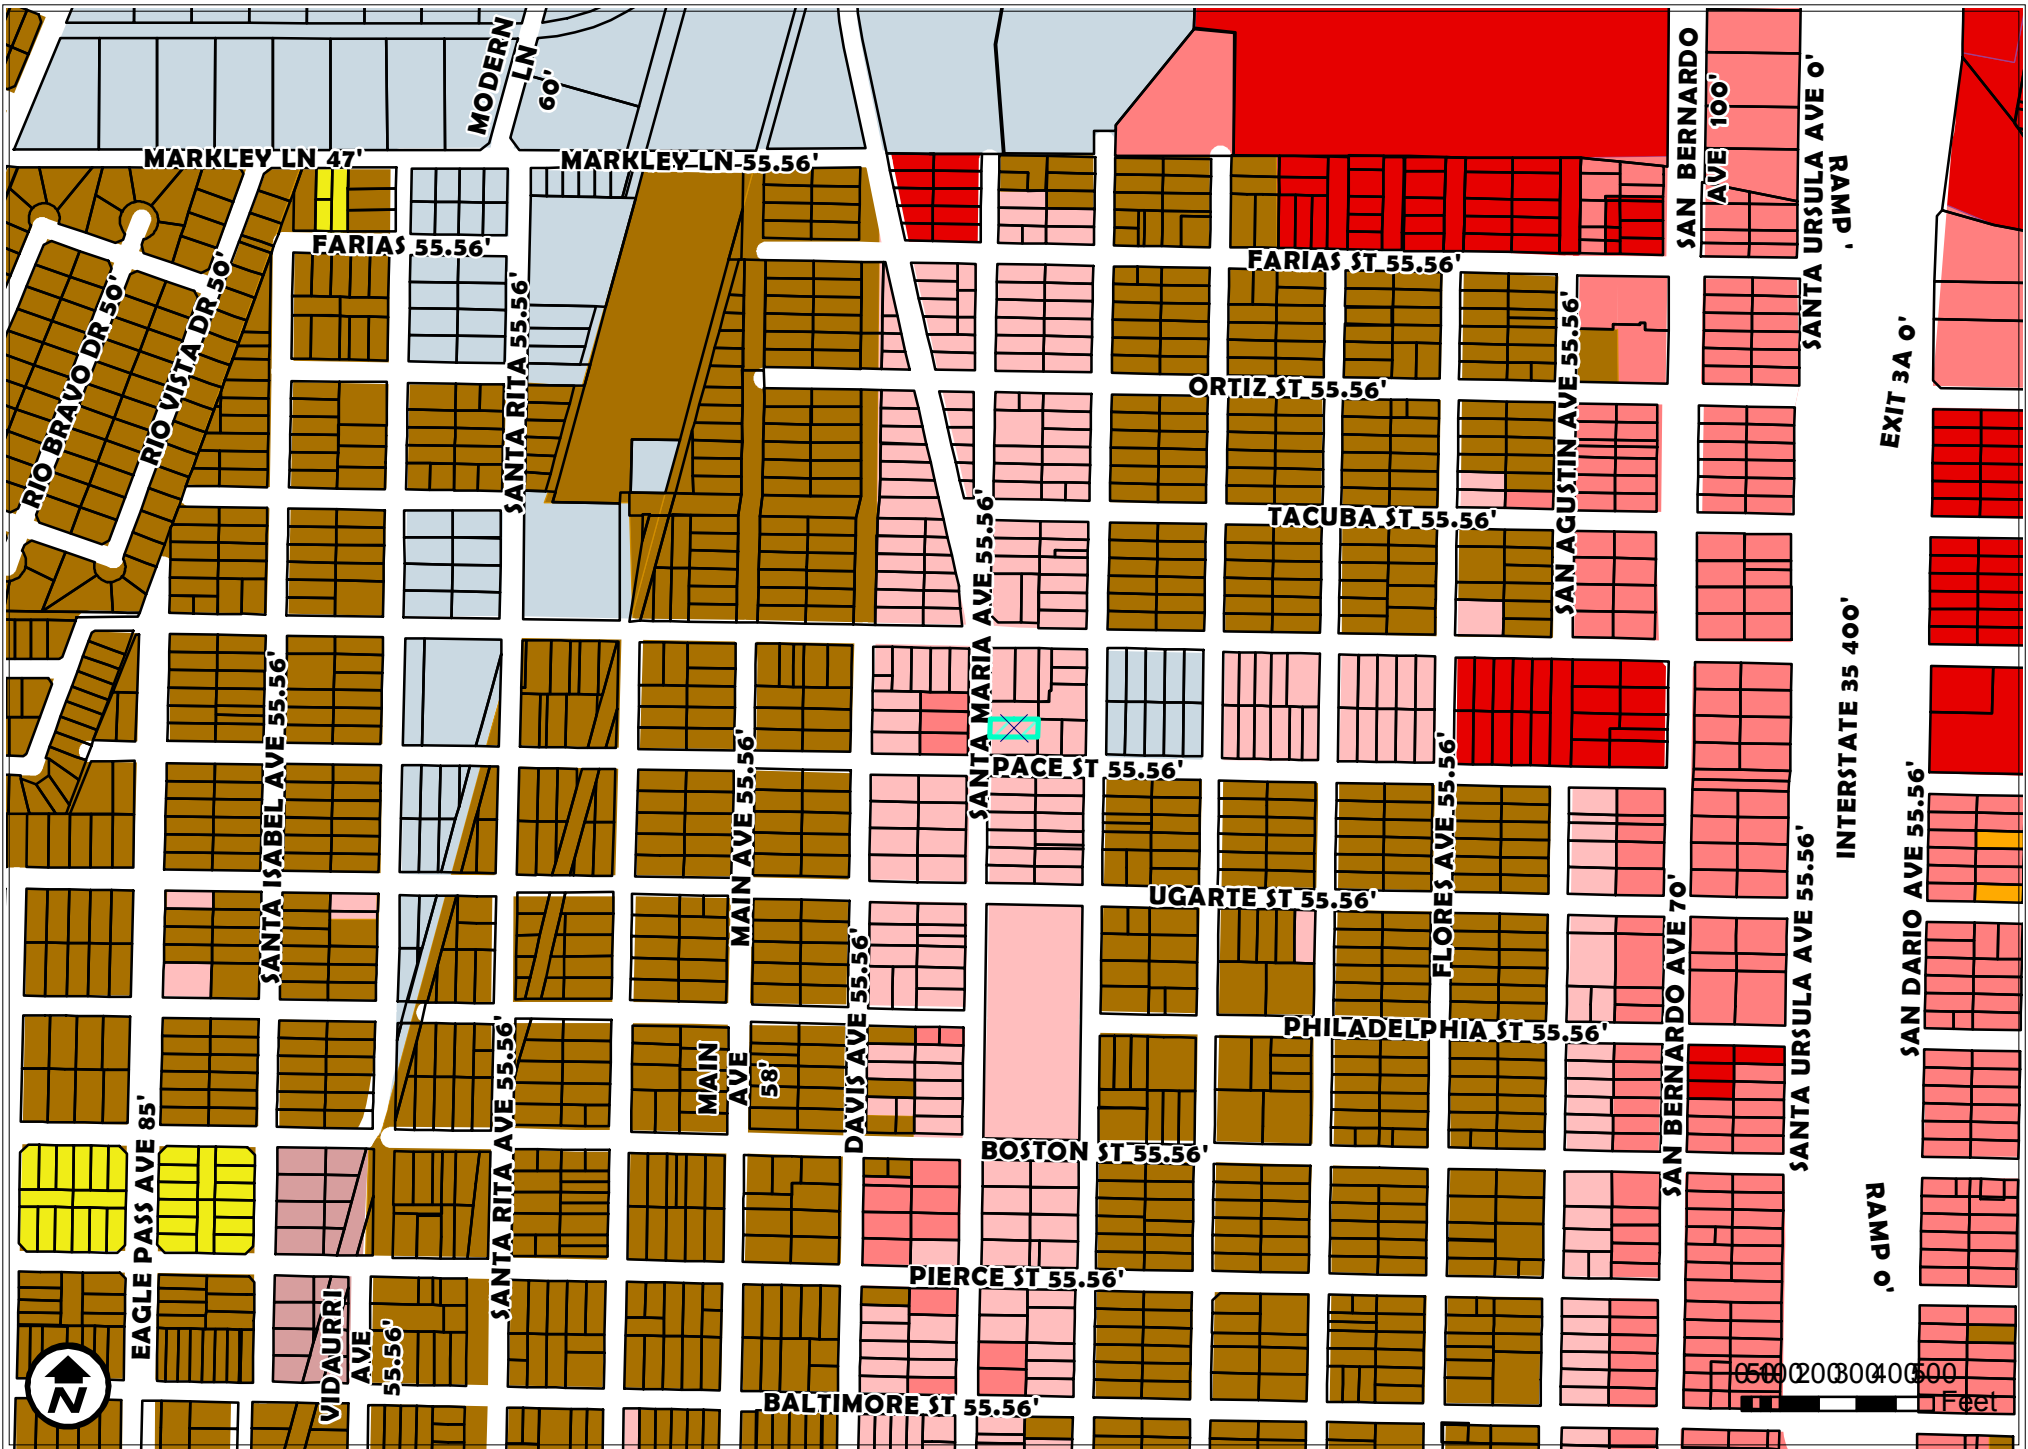 MODERN
LN
60'
SAN BERNARDO
AVE 100'
SANTA URSULA AVE 0'
RAMP '
MARKLEY LN 47'
MARKLEY LN 55.56'
FARIAS 55.56'
FARIAS ST 55.56'
RIO BRAVO DR 50'
RIO VISTA DR 50'
SANTA RITA 55.56'
ORTIZ ST 55.56'
SAN AGUSTIN AVE 55.56'
EXIT 3A 0'
TACUBA ST 55.56'
SANTA MARIA AVE 55.56'
SANTA ISABEL AVE 55.56'
MAIN AVE 55.56'
PACE ST 55.56'
FLORES AVE 55.56'
INTERSTATE 35 400'
SAN DARIO AVE 55.56'
UGARTE ST 55.56'
SAN BERNARDO AVE 70'
SANTA URSULA AVE 55.56'
DAVIS AVE 55.56'
PHILADELPHIA ST 55.56'
MAIN
AVE
58'
SANTA RITA AVE 55.56'
EAGLE PASS AVE 85'
BOSTON ST 55.56'
RAMP 0'
PIERCE ST 55.56'
VIDAURRI
AVE
55.56'
BALTIMORE ST 55.56'
N
0 50100 200 300 400 500
Feet